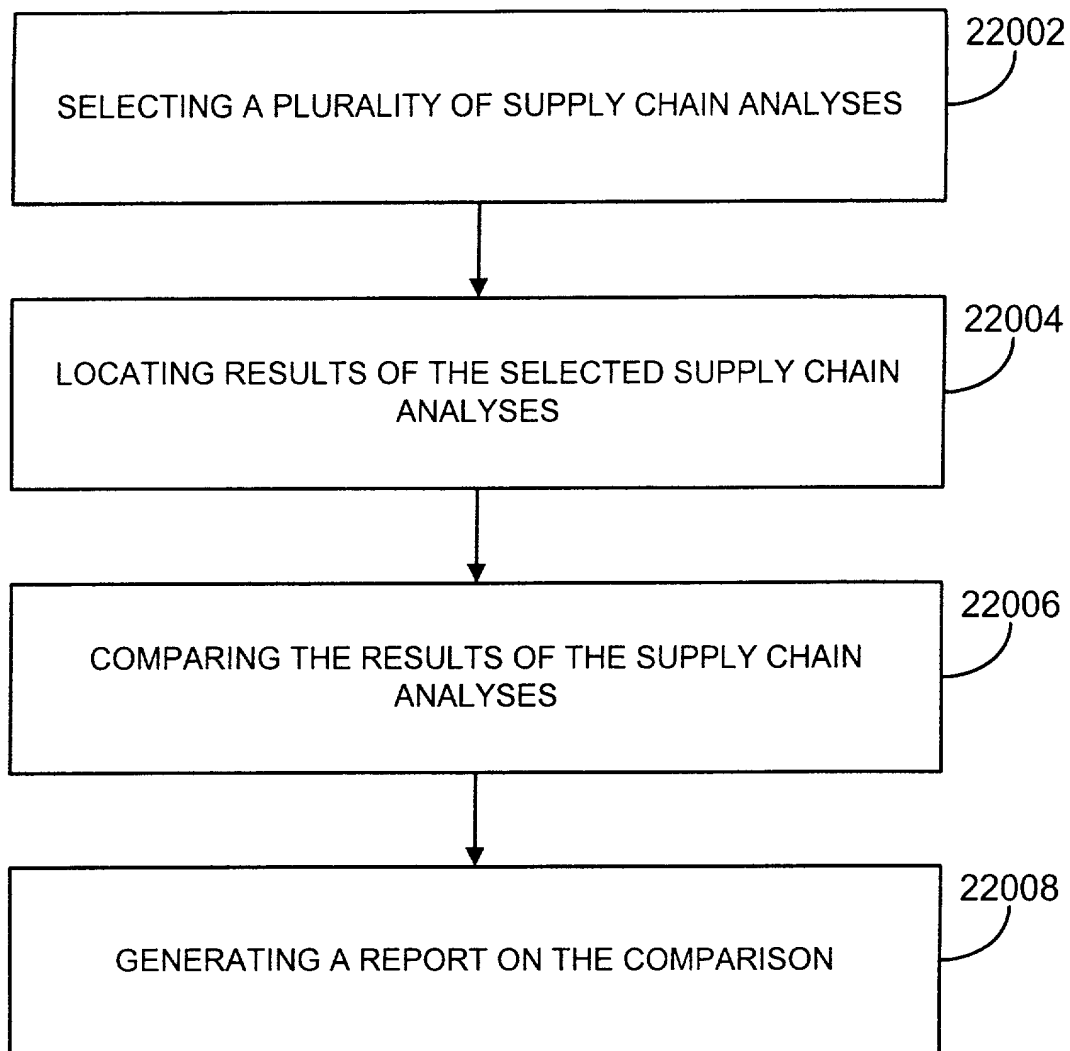 22002
SELECTING A PLURALITY OF SUPPLY CHAIN ANALYSES
22004
LOCATING RESULTS OF THE SELECTED SUPPLY CHAIN
ANALYSES
22006
COMPARING THE RESULTS OF THE SUPPLY CHAIN
ANALYSES
22008
GENERATING A REPORT ON THE COMPARISON